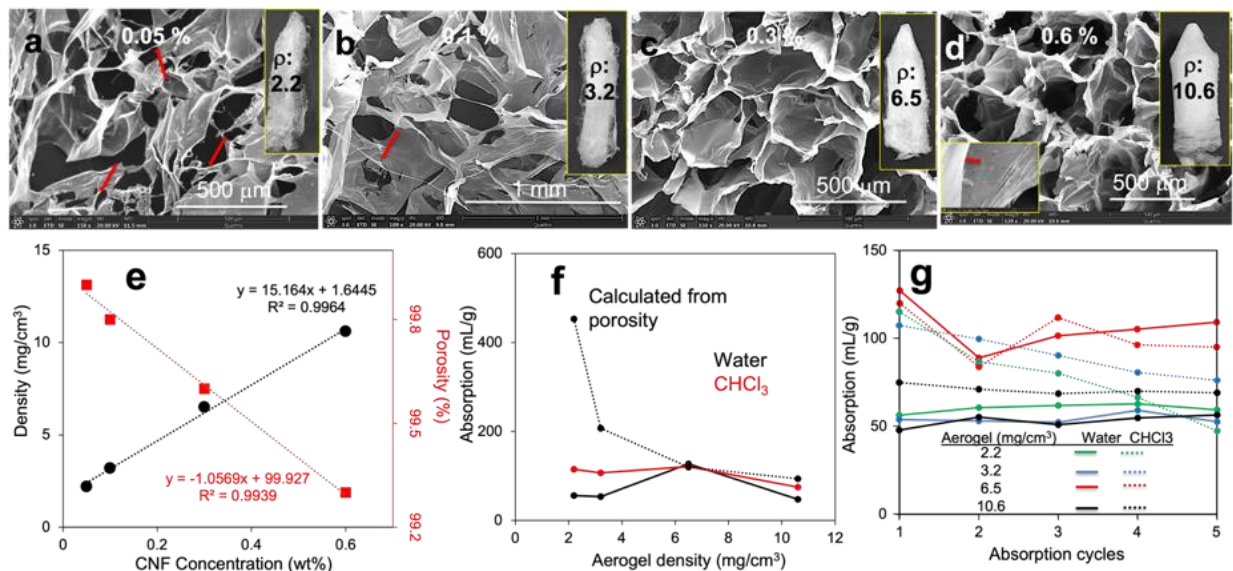 a
0.05 %
ρ:
2.2
500 μm
b
0.1 %
ρ:
3.2
1 mm
c
0.3 %
ρ:
6.5
500 μm
d
0.6 %
ρ:
10.6
500 μm
e
y = 15.164x + 1.6445
R² = 0.9964
y = -1.0569x + 99.927
R² = 0.9939
Density (mg/cm³)
15
10
5
0
Porosity (%)
99.8
99.5
99.2
0 0.2 0.4 0.6
CNF Concentration (wt%)
f
Calculated from
porosity
Water
CHCl₃
Absorption (mL/g)
600
400
200
0
0 2 4 6 8 10 12
Aerogel density (mg/cm³)
g
Absorption (mL/g)
150
100
50
0
Aerogel (mg/cm³) Water CHCl3
2.2
3.2
6.5
10.6
1 2 3 4 5
Absorption cycles